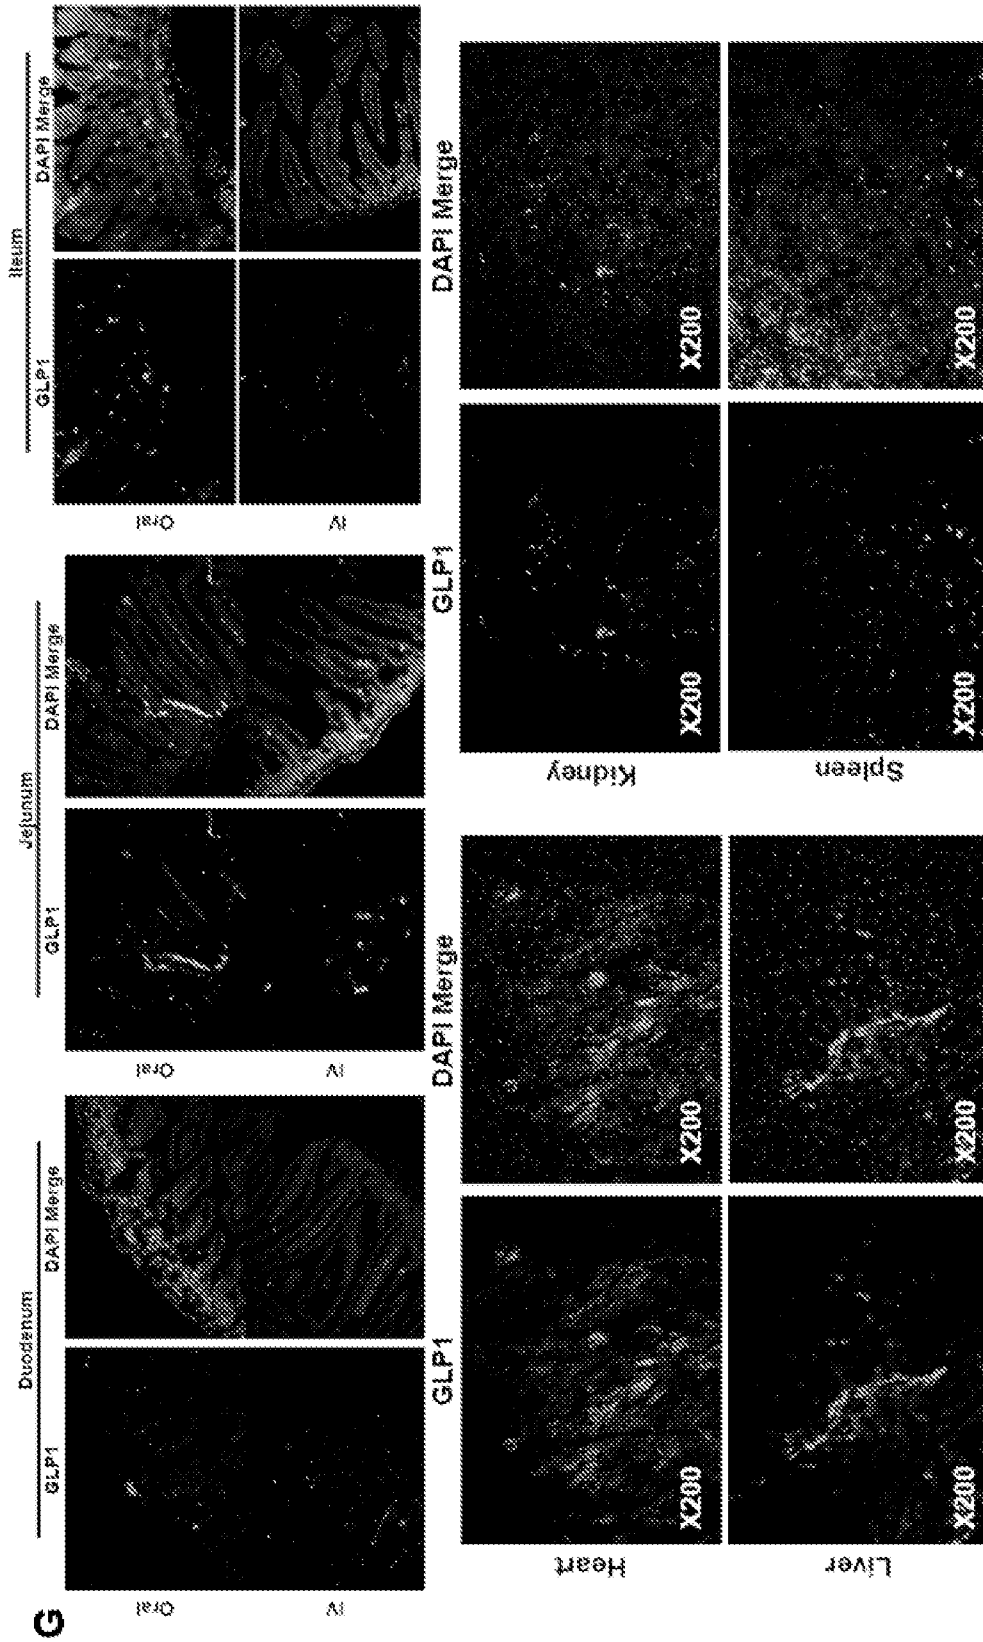 G
Duodenum
GLP1
DAPI Merge
Oral
IV
Jejunum
GLP1
DAPI Merge
Oral
IV
Ileum
GLP1
DAPI Merge
Oral
IV
GLP1
DAPI Merge
Heart
X200
X200
Liver
X200
X200
GLP1
DAPI Merge
Kidney
X200
X200
Spleen
X200
X200